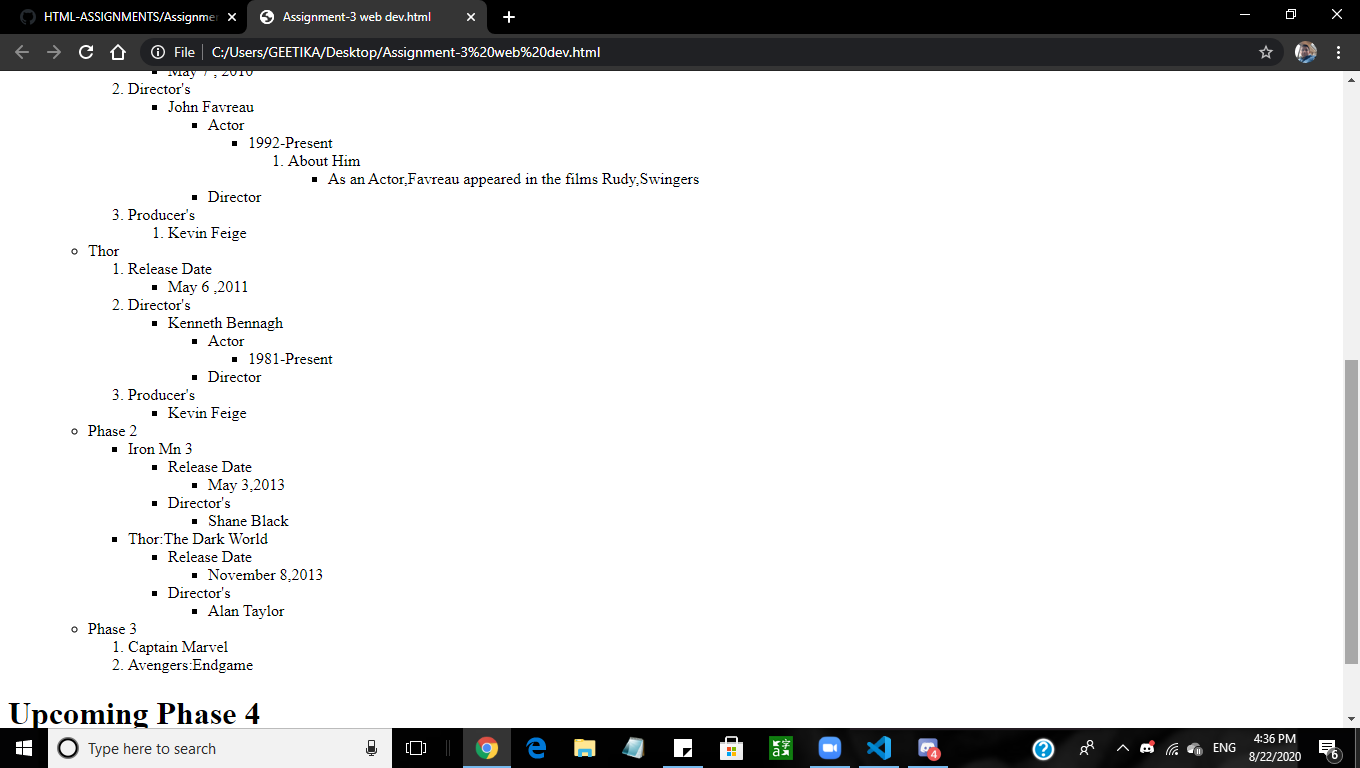 HTML-ASSIGNMENTS/Assignmen
Assignment-3 web dev.html
File
C:/Users/GEETIKA/Desktop/Assignment-3%20web%20dev.html
May 7 , 2010
2. Director's
John Favreau
Actor
1992-Present
1. About Him
As an Actor,Favreau appeared in the films Rudy,Swingers
Director
3. Producer's
1. Kevin Feige
Thor
1. Release Date
May 6 ,2011
2. Director's
Kenneth Bennagh
Actor
1981-Present
Director
3. Producer's
Kevin Feige
Phase 2
Iron Mn 3
Release Date
May 3,2013
Director's
Shane Black
Thor:The Dark World
Release Date
November 8,2013
Director's
Alan Taylor
Phase 3
1. Captain Marvel
2. Avengers:Endgame
Upcoming Phase 4
Type here to search
4
ENG
4:36 PM
8/22/2020
6